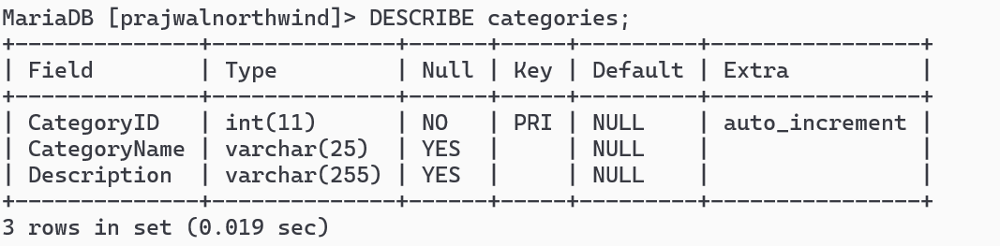 MariaDB [prajwalnorthwind]> DESCRIBE categories;
+--------------+--------------+------+-----+---------+----------------+
| Field        | Type         | Null | Key | Default | Extra          |
+--------------+--------------+------+-----+---------+----------------+
| CategoryID   | int(11)      | NO   | PRI | NULL    | auto_increment |
| CategoryName | varchar(25)  | YES  |     | NULL    |                |
| Description  | varchar(255) | YES  |     | NULL    |                |
+--------------+--------------+------+-----+---------+----------------+
3 rows in set (0.019 sec)